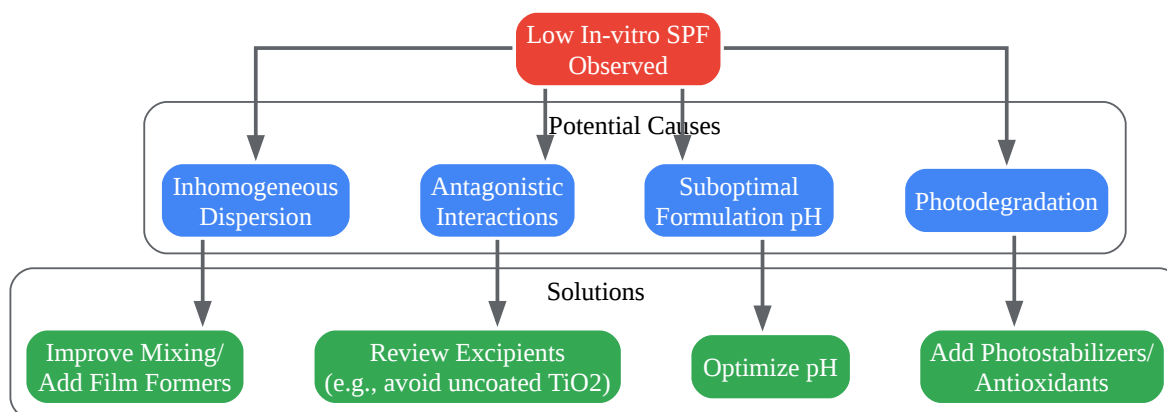 Low In-vitro SPF
Observed
Potential Causes
Inhomogeneous
Dispersion
Antagonistic
Interactions
Suboptimal
Formulation pH
Photodegradation
Solutions
Improve Mixing/
Add Film Formers
Review Excipients
(e.g., avoid uncoated TiO2)
Optimize pH
Add Photostabilizers/
Antioxidants